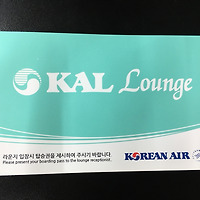 KAL Lounge
라운지 입장시 탑승권을 제시하여 주시기 바랍니다.
Please present your boarding pass to the lounge receptionist.
KOREAN AIR